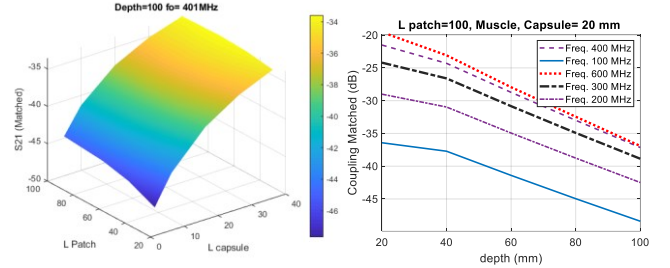 Depth=100 fo= 401MHz
S21 (Matched)
-35
-40
-45
-50
100
80
60
40
20
L Patch
0
10
20
30
40
L capsule
-34
-36
-38
-40
-42
-44
-46
L patch=100, Muscle, Capsule= 20 mm
Coupling Matched (dB)
-20
-25
-30
-35
-40
-45
Freq. 400 MHz
Freq. 100 MHz
Freq. 600 MHz
Freq. 300 MHz
Freq. 200 MHz
20
40
60
80
100
depth (mm)